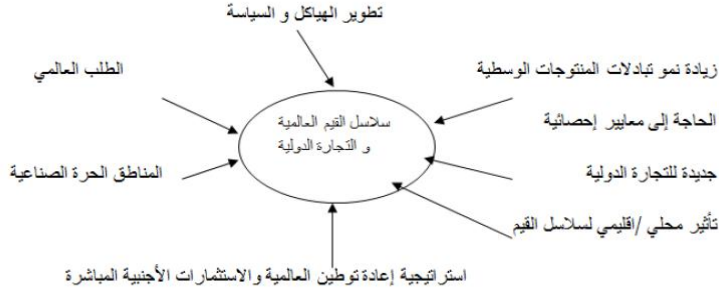 تطوير الهياكل و السياسة
زيادة نمو تبادلات المنتوجات الوسطية
الطلب العالمي
الحاجة إلى معايير إحصائية
سلاسل القيم العالمية
و التجارة الدولية
جديدة للتجارة الدولية
المناطق الحرة الصناعية
تأثير محلي /اقليمي لسلاسل القيم
استراتيجية إعادة توطين العالمية والاستثمارات الأجنبية المباشرة